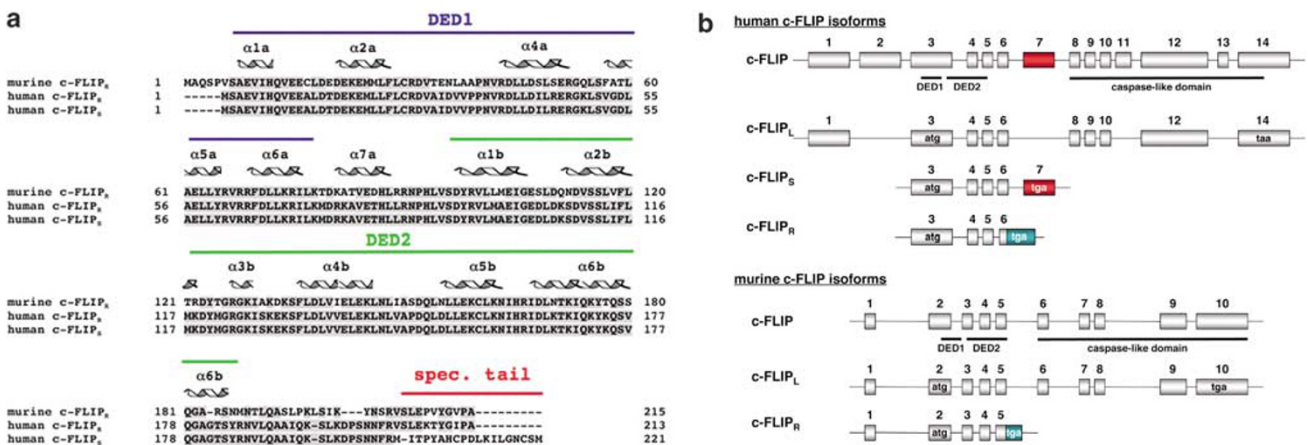 a
DED1
α1a α2a α4a
murine c-FLIPR 1 MAQSPVSAEVIHQVEECLDEDEKEMMLFLCRDVTENLAAPNVRDLLDSLSERGQLSFATL 60
human c-FLIPR 1 -----MSAEVIHQVEEALDTDEKEMLLFLCRDVAIDVVPPNVRDLLDILRERGKLSVGDL 55
human c-FLIPS 1 -----MSAEVIHQVEEALDTDEKEMLLFLCRDVAIDVVPPNVRDLLDILRERGKLSVGDL 55
α5a α6a α7a α1b α2b
murine c-FLIPR 61 AELLYRVRRFDLLKRILKTDKATVEDHLRRNPHLVSDYRVLLMEIGESLDQNDVSSLVFL 120
human c-FLIPR 56 AELLYRVRRFDLLKRILKMDRKAVETHLLRNPHLVSDYRVLMAEIGEDLDKSDVSSLIFL 116
human c-FLIPS 56 AELLYRVRRFDLLKRILKMDRKAVETHLLRNPHLVSDYRVLMAEIGEDLDKSDVSSLIFL 116
DED2
α3b α4b α5b α6b
murine c-FLIPR 121 TRDYTGRGKIAKDKSFLDLVIELEKLNLIASDQLNLLEKCLKNIHRIDLNTKIQKYTQSS 180
human c-FLIPR 117 MKDYMGRGKISKEKSFLDLVVELEKLNLVAPDQLDLLEKCLKNIHRIDLKTKIQKYKQSV 177
human c-FLIPS 117 MKDYMGRGKISKEKSFLDLVVELEKLNLVAPDQLDLLEKCLKNIHRIDLKTKIQKYKQSV 177
α6b spec. tail
murine c-FLIPR 181 QGA-RSNMNTLQASLPKLSIK---YNSRVSLEPVYGVPA--------- 215
human c-FLIPR 178 QGAGTSYRNVLQAAIQK-SLKDPSNNFRVSLEKTYGIPA--------- 213
human c-FLIPS 178 QGAGTSYRNVLQAAIQK-SLKDPSNNFRM-ITPYAHCPDLKILGNCSM 221
b
human c-FLIP isoforms
1 2 3 4 5 6 7 8 9 10 11 12 13 14
c-FLIP
DED1 DED2 caspase-like domain
1 3 4 5 6 8 9 10 12 14
c-FLIPL atg taa
3 4 5 6 7
c-FLIPS atg tga
3 4 5 6
c-FLIPR atg tga
murine c-FLIP isoforms
1 2 3 4 5 6 7 8 9 10
c-FLIP
DED1 DED2 caspase-like domain
1 2 3 4 5 6 7 8 9 10
c-FLIPL atg tga
1 2 3 4 5
c-FLIPR atg tga